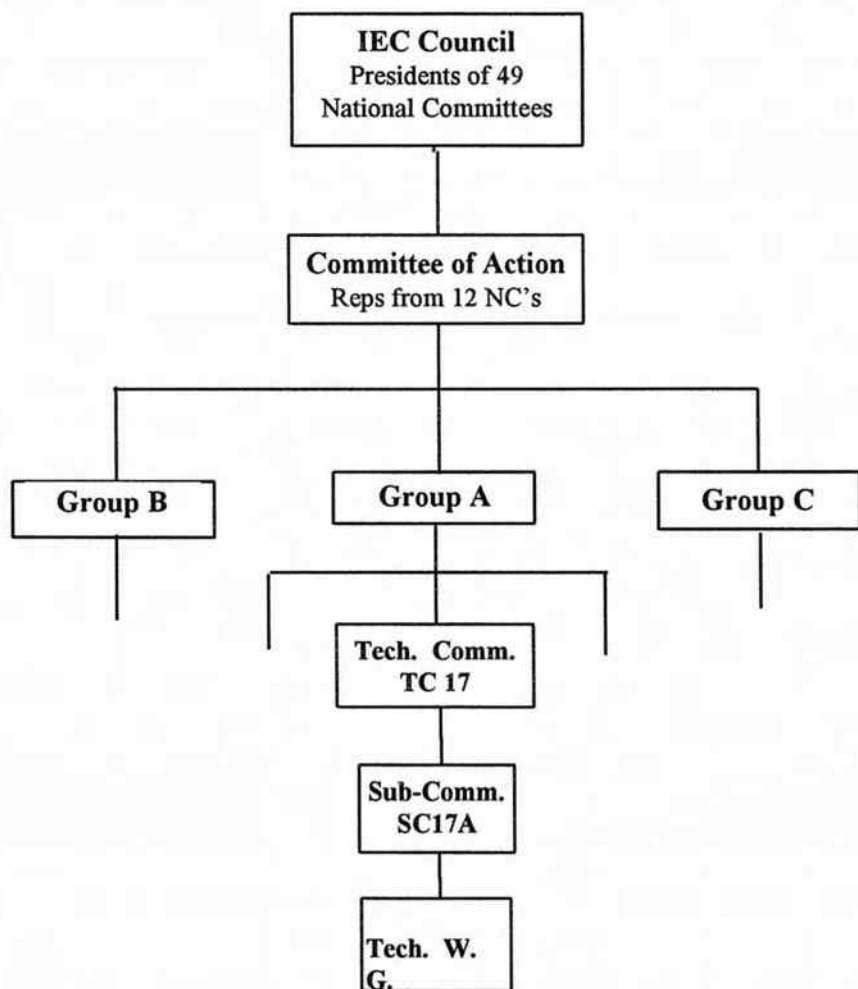 IEC Council
Presidents of 49
National Committees
Committee of Action
Reps from 12 NC's
Group B
Group A
Group C
Tech. Comm.
TC 17
Sub-Comm.
SC17A
Tech. W.
G.